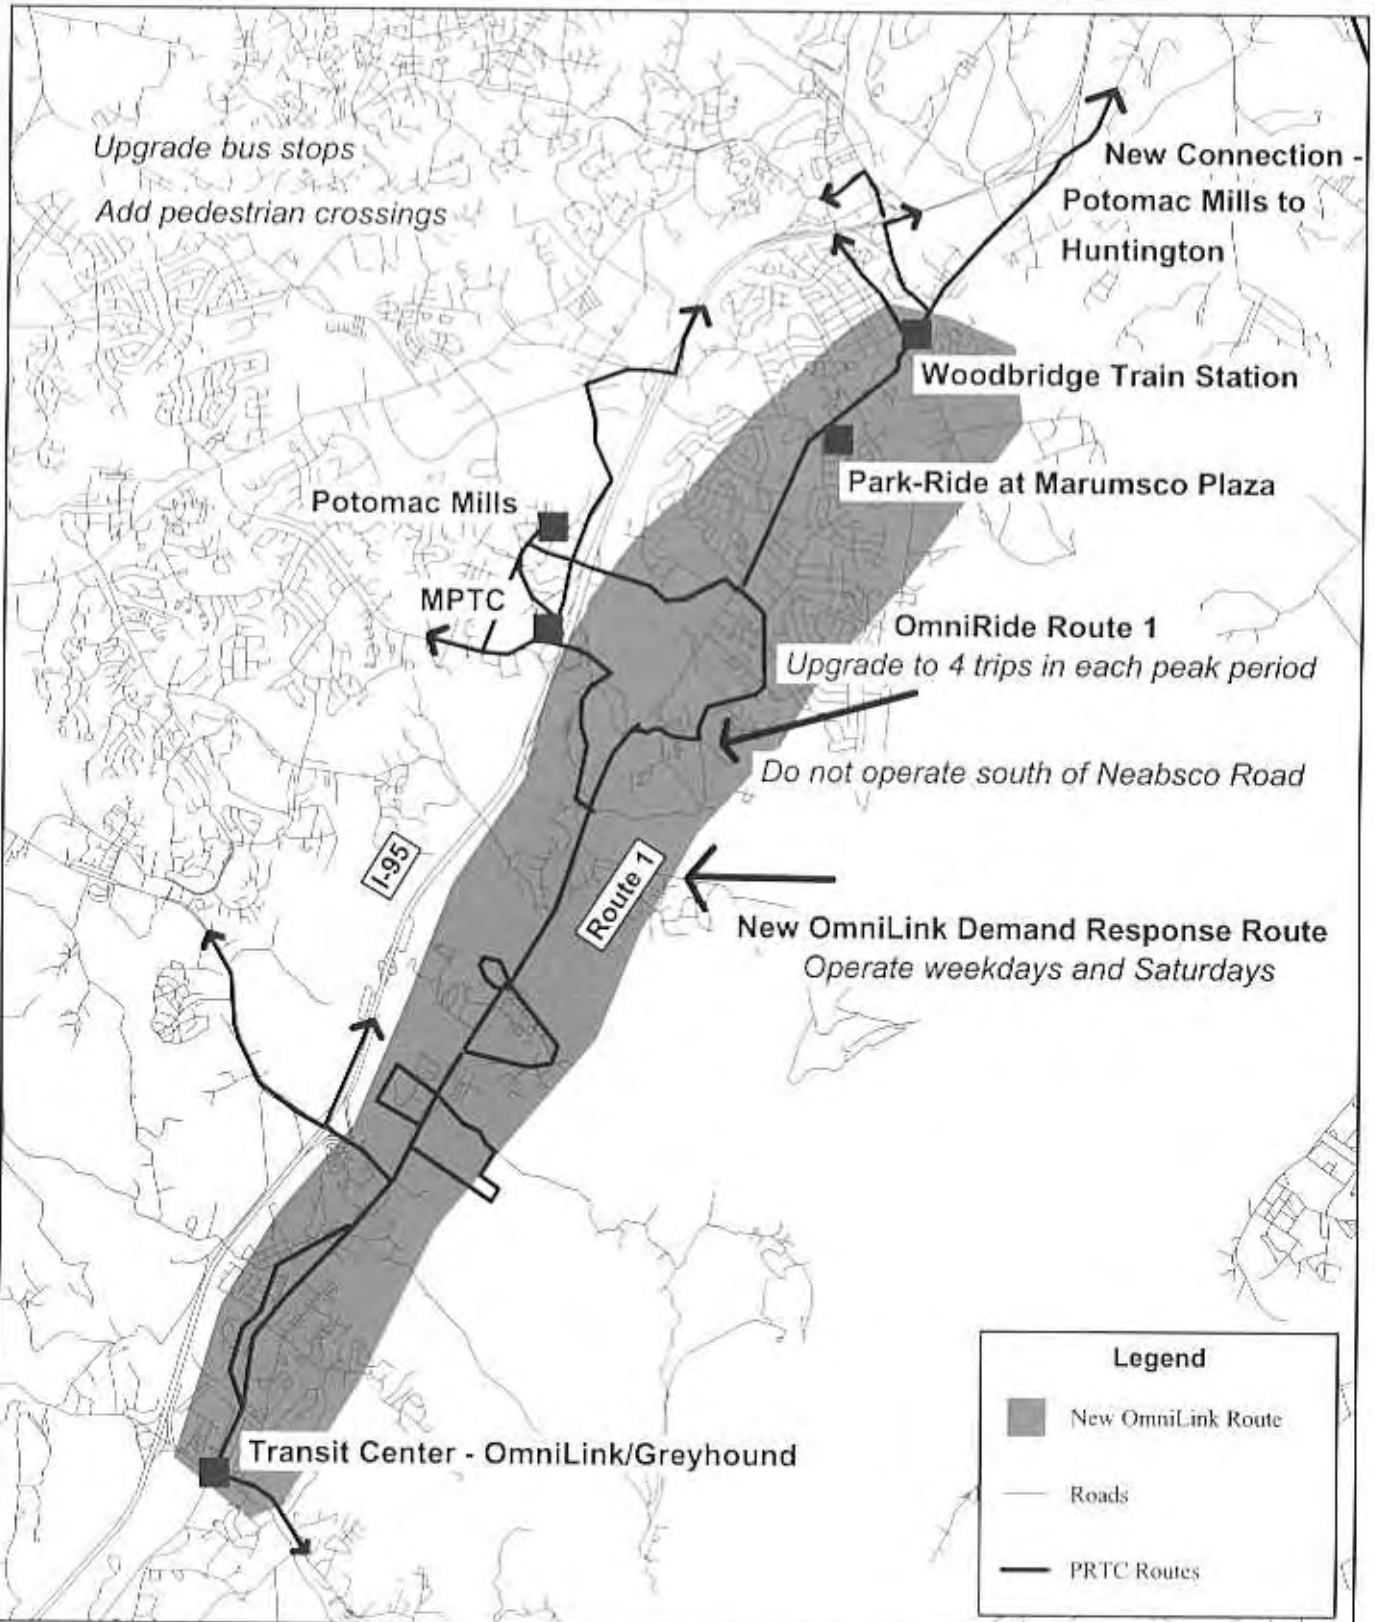 Upgrade bus stops
Add pedestrian crossings
New Connection -
Potomac Mills to
Huntington
Woodbridge Train Station
Park-Ride at Marumsco Plaza
Potomac Mills
MPTC
OmniRide Route 1
Upgrade to 4 trips in each peak period
Do not operate south of Neabsco Road
I-95
Route 1
New OmniLink Demand Response Route
Operate weekdays and Saturdays
Transit Center - OmniLink/Greyhound
Legend
New OmniLink Route
Roads
PRTC Routes